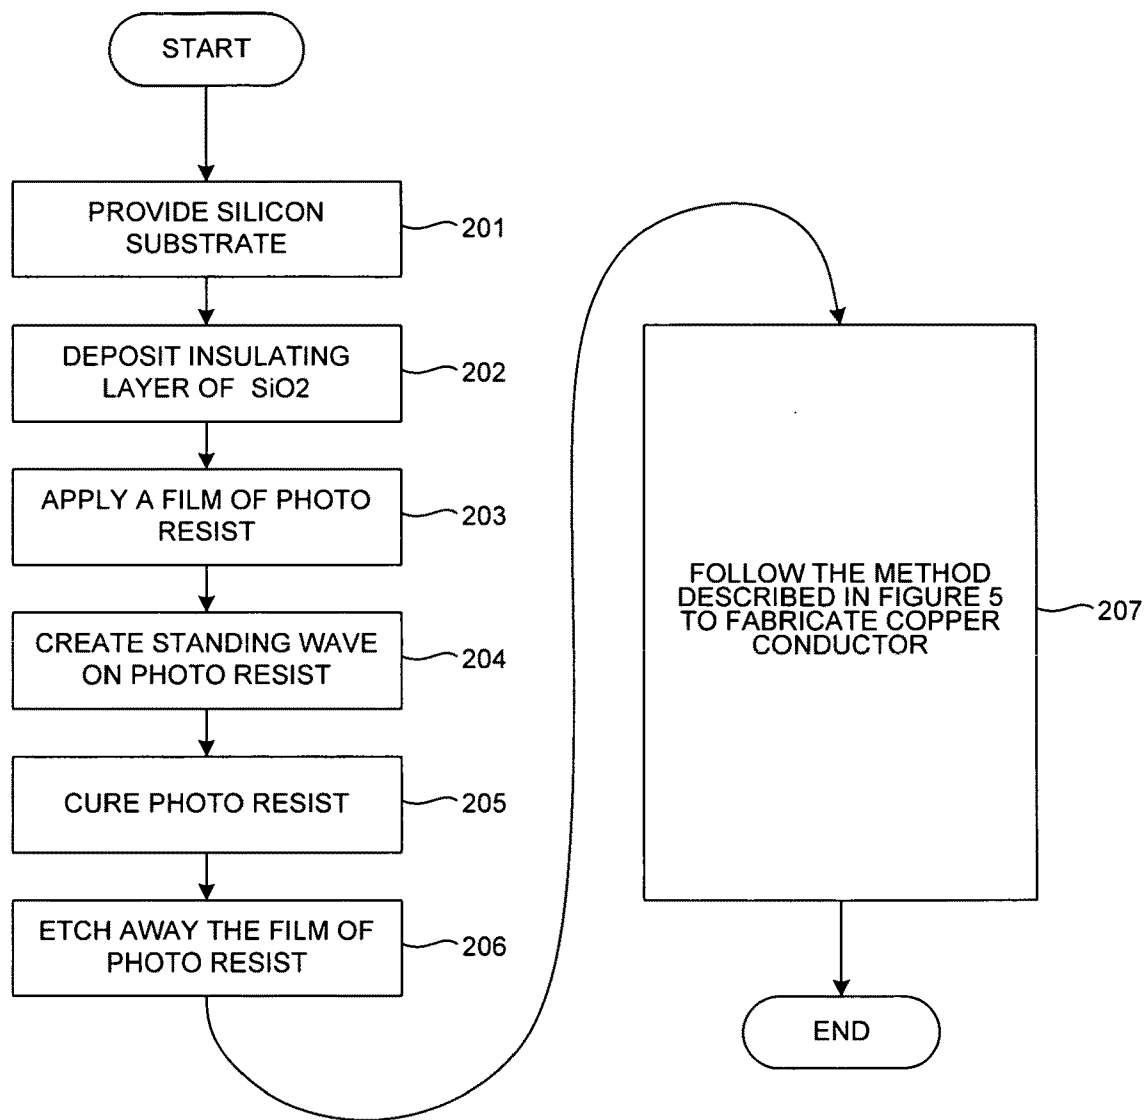 START
PROVIDE SILICON
SUBSTRATE
201
DEPOSIT INSULATING
LAYER OF SiO2
202
APPLY A FILM OF PHOTO
RESIST
203
CREATE STANDING WAVE
ON PHOTO RESIST
204
CURE PHOTO RESIST
205
ETCH AWAY THE FILM OF
PHOTO RESIST
206
FOLLOW THE METHOD
DESCRIBED IN FIGURE 5
TO FABRICATE COPPER
CONDUCTOR
207
END